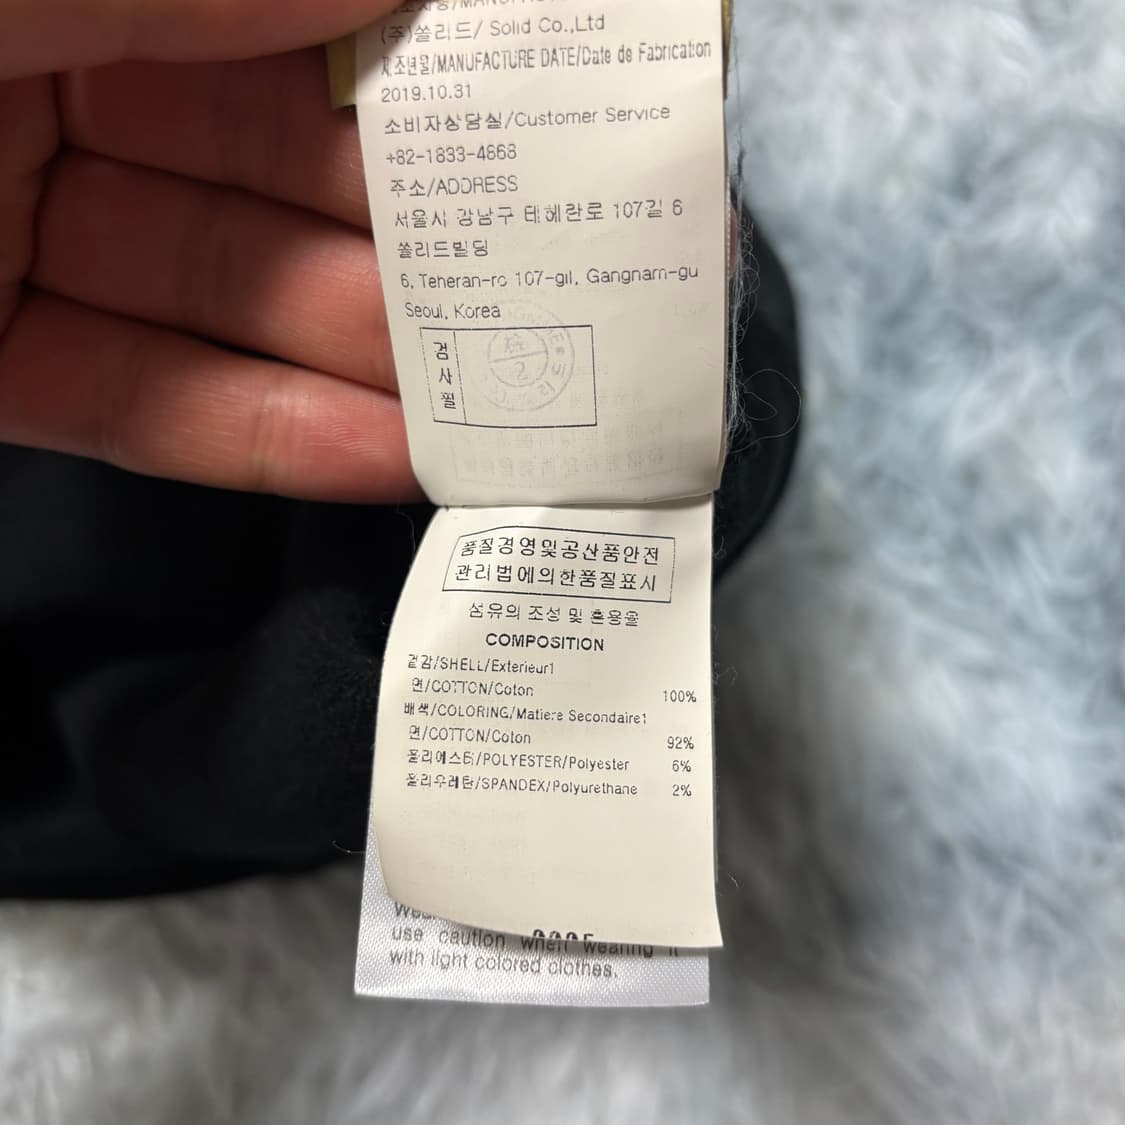 (주)쏠리드/ Solid Co.,Ltd
제조년월/MANUFACTURE DATE/Date de Fabrication
2019.10.31
소비자상담실/Customer Service
+82-1833-4668
주소/ADDRESS
서울시 강남구 테헤란로 107길 6
쏠리드빌딩
6, Teheran-ro 107-gil, Gangnam-gu
Seoul, Korea
검사필
2
품질경영및공산품안전
관리법에의한품질표시
섬유의 조성 및 혼용율
COMPOSITION
겉감/SHELL/Exterieur1
면/COTTON/Coton 100%
배색/COLORING/Matiere Secondaire1
면/COTTON/Coton 92%
폴리에스터/POLYESTER/Polyester 6%
폴리우레탄/SPANDEX/Polyurethane 2%
use caution when wearing it
with light colored clothes.